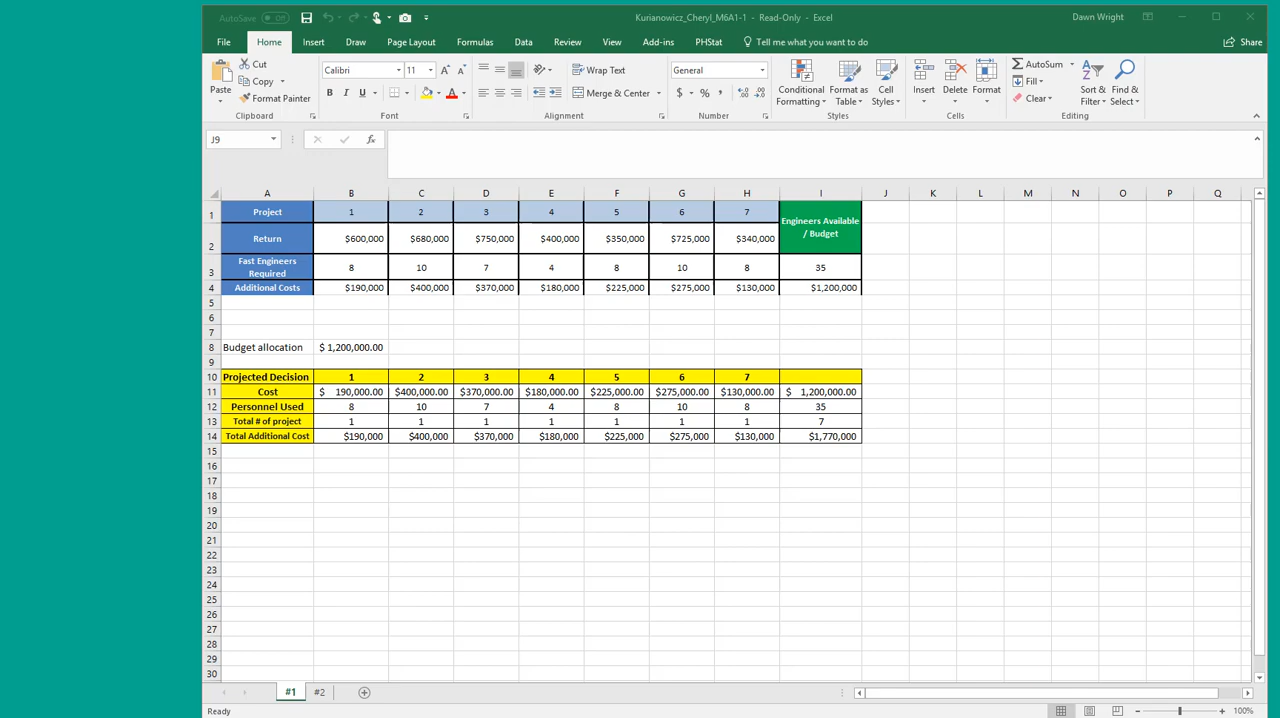 AutoSave Off Kurianowicz_Cheryl_M6A1-1 - Read-Only - Excel Dawn Wright
File Home Insert Draw Page Layout Formulas Data Review View Add-ins PHStat Tell me what you want to do Share
Paste Cut Copy Format Painter Clipboard
Calibri 11 B I U A Font
Wrap Text Merge & Center Alignment
General $ % , Number
Conditional Formatting Format as Table Cell Styles Styles
Insert Delete Format Cells
AutoSum Fill Clear Sort & Filter Find & Select Editing
J9 fx
A B C D E F G H I J K L M N O P Q
1 Project 1 2 3 4 5 6 7 Engineers Available / Budget
2 Return $600,000 $680,000 $750,000 $400,000 $350,000 $725,000 $340,000
3 Fast Engineers Required 8 10 7 4 8 10 8 35
4 Additional Costs $190,000 $400,000 $370,000 $180,000 $225,000 $275,000 $130,000 $1,200,000
5
6
7
8 Budget allocation $ 1,200,000.00
9
10 Projected Decision 1 2 3 4 5 6 7
11 Cost $ 190,000.00 $400,000.00 $370,000.00 $180,000.00 $225,000.00 $275,000.00 $130,000.00 $ 1,200,000.00
12 Personnel Used 8 10 7 4 8 10 8 35
13 Total # of project 1 1 1 1 1 1 1 7
14 Total Additional Cost $190,000 $400,000 $370,000 $180,000 $225,000 $275,000 $130,000 $1,770,000
15
16
17
18
19
20
21
22
23
24
25
26
27
28
29
30
#1 #2
Ready 100%